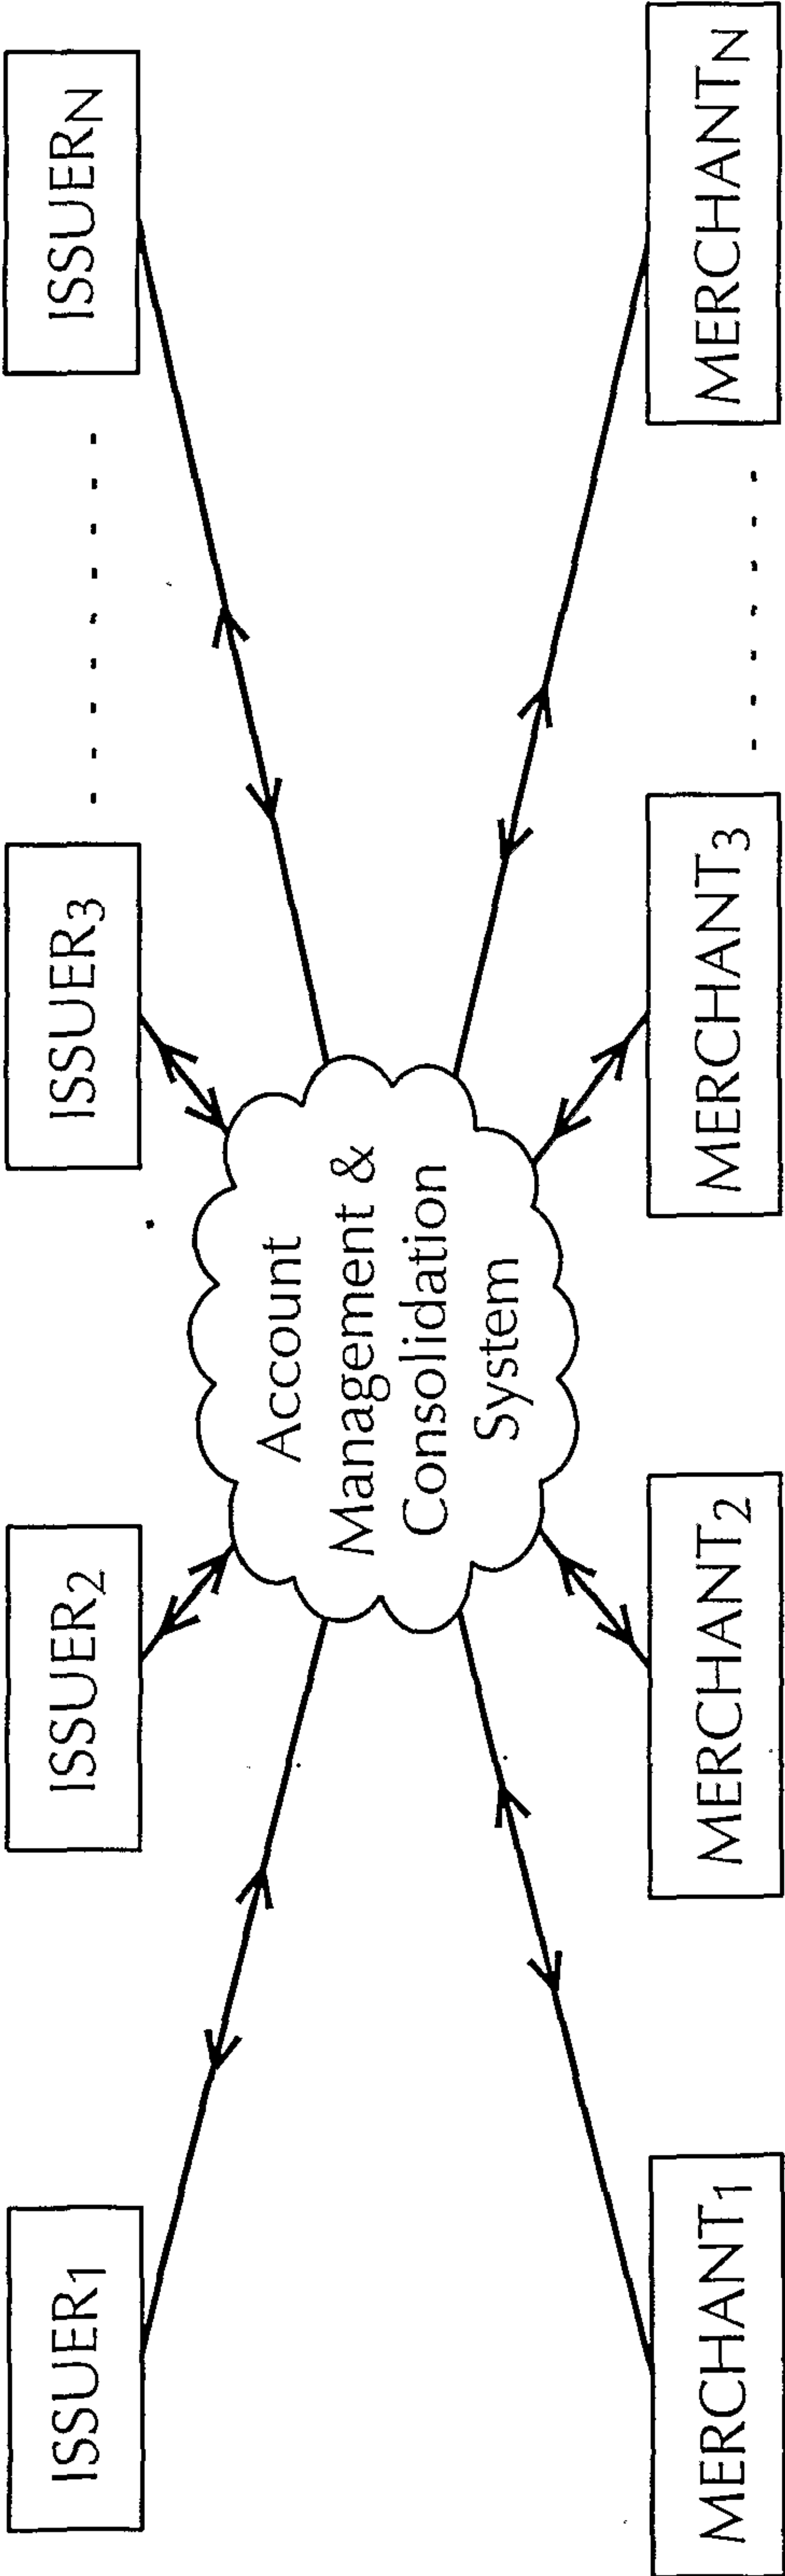 ISSUER1
ISSUER2
ISSUER3
ISSUERN
Account
Management &
Consolidation
System
MERCHANT1
MERCHANT2
MERCHANT3
MERCHANTN